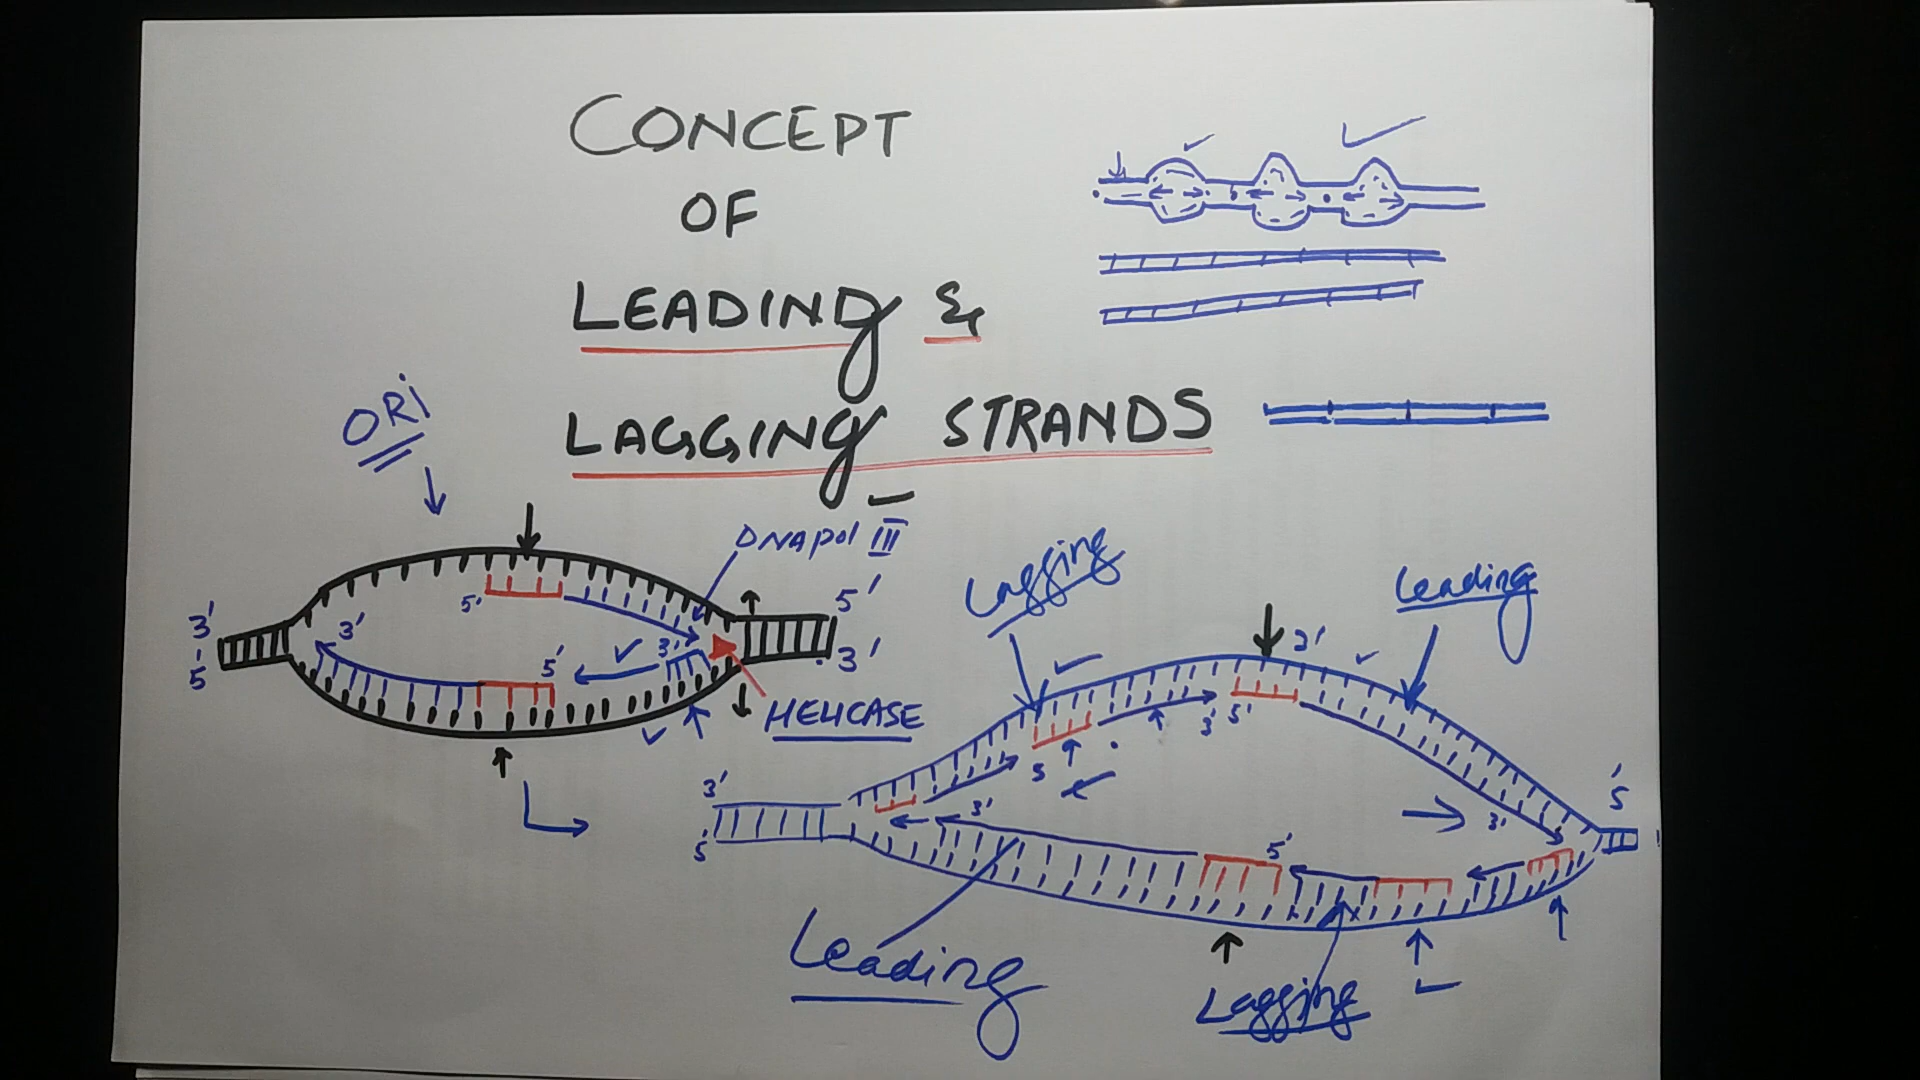 CONCEPT
OF
LEADING &
LAGGING STRANDS
ORi
DNA pol III
5'
3'
5'
3'
3'
5'
3'
5'
3'
HELICASE
Lagging
Leading
2'
3' 5'
5
3'
5'
3'
5'
3'
5'
Leading
Lagging